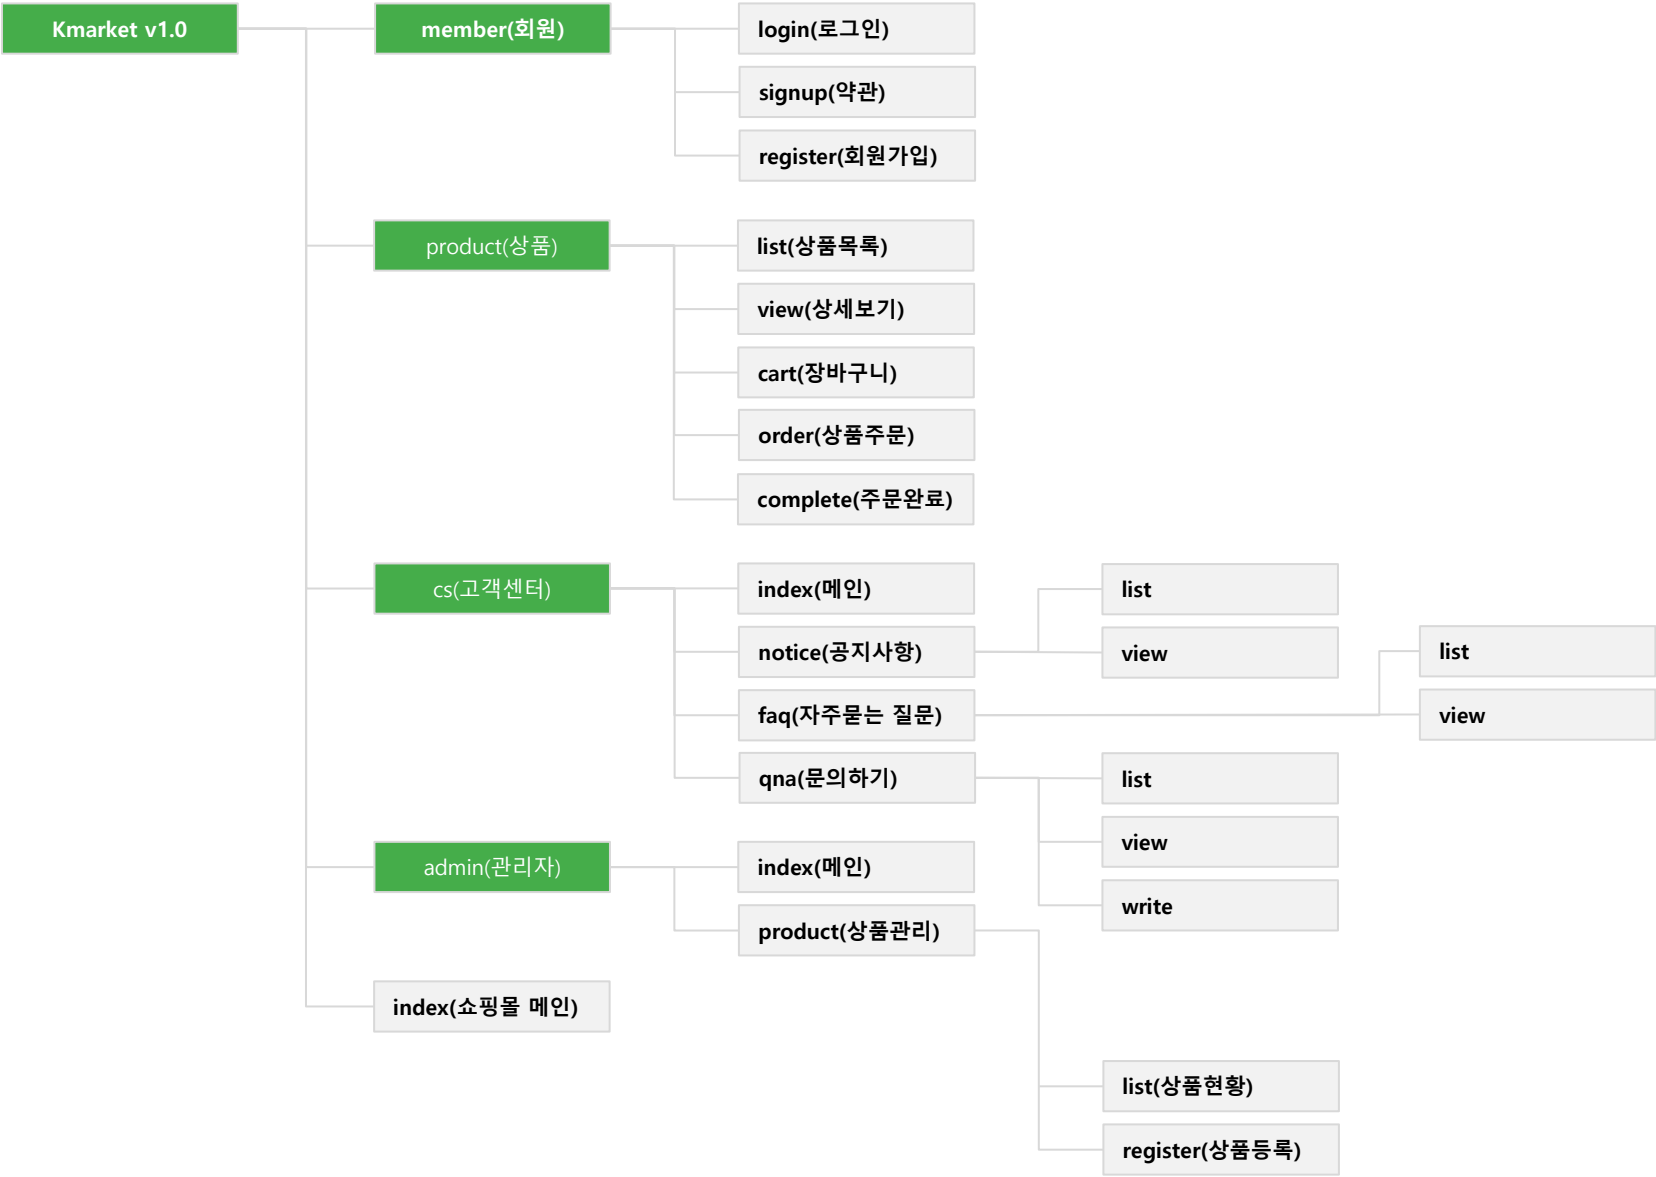 Kmarket v1.0
member(회원)
login(로그인)
signup(약관)
register(회원가입)
product(상품)
list(상품목록)
view(상세보기)
cart(장바구니)
order(상품주문)
complete(주문완료)
cs(고객센터)
index(메인)
notice(공지사항)
list
view
faq(자주묻는 질문)
list
view
qna(문의하기)
list
view
write
admin(관리자)
index(메인)
product(상품관리)
list(상품현황)
register(상품등록)
index(쇼핑몰 메인)